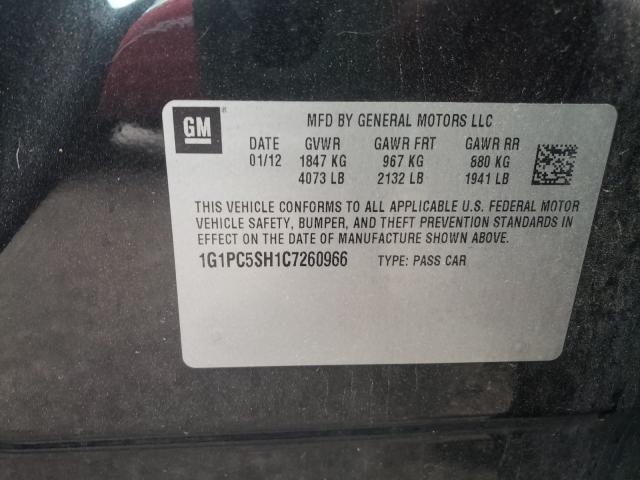 GM
MFD BY GENERAL MOTORS LLC
DATE GVWR GAWR FRT GAWR RR
01/12 1847 KG 967 KG 880 KG
4073 LB 2132 LB 1941 LB
THIS VEHICLE CONFORMS TO ALL APPLICABLE U.S. FEDERAL MOTOR
VEHICLE SAFETY, BUMPER, AND THEFT PREVENTION STANDARDS IN
EFFECT ON THE DATE OF MANUFACTURE SHOWN ABOVE.
1G1PC5SH1C7260966 TYPE: PASS CAR